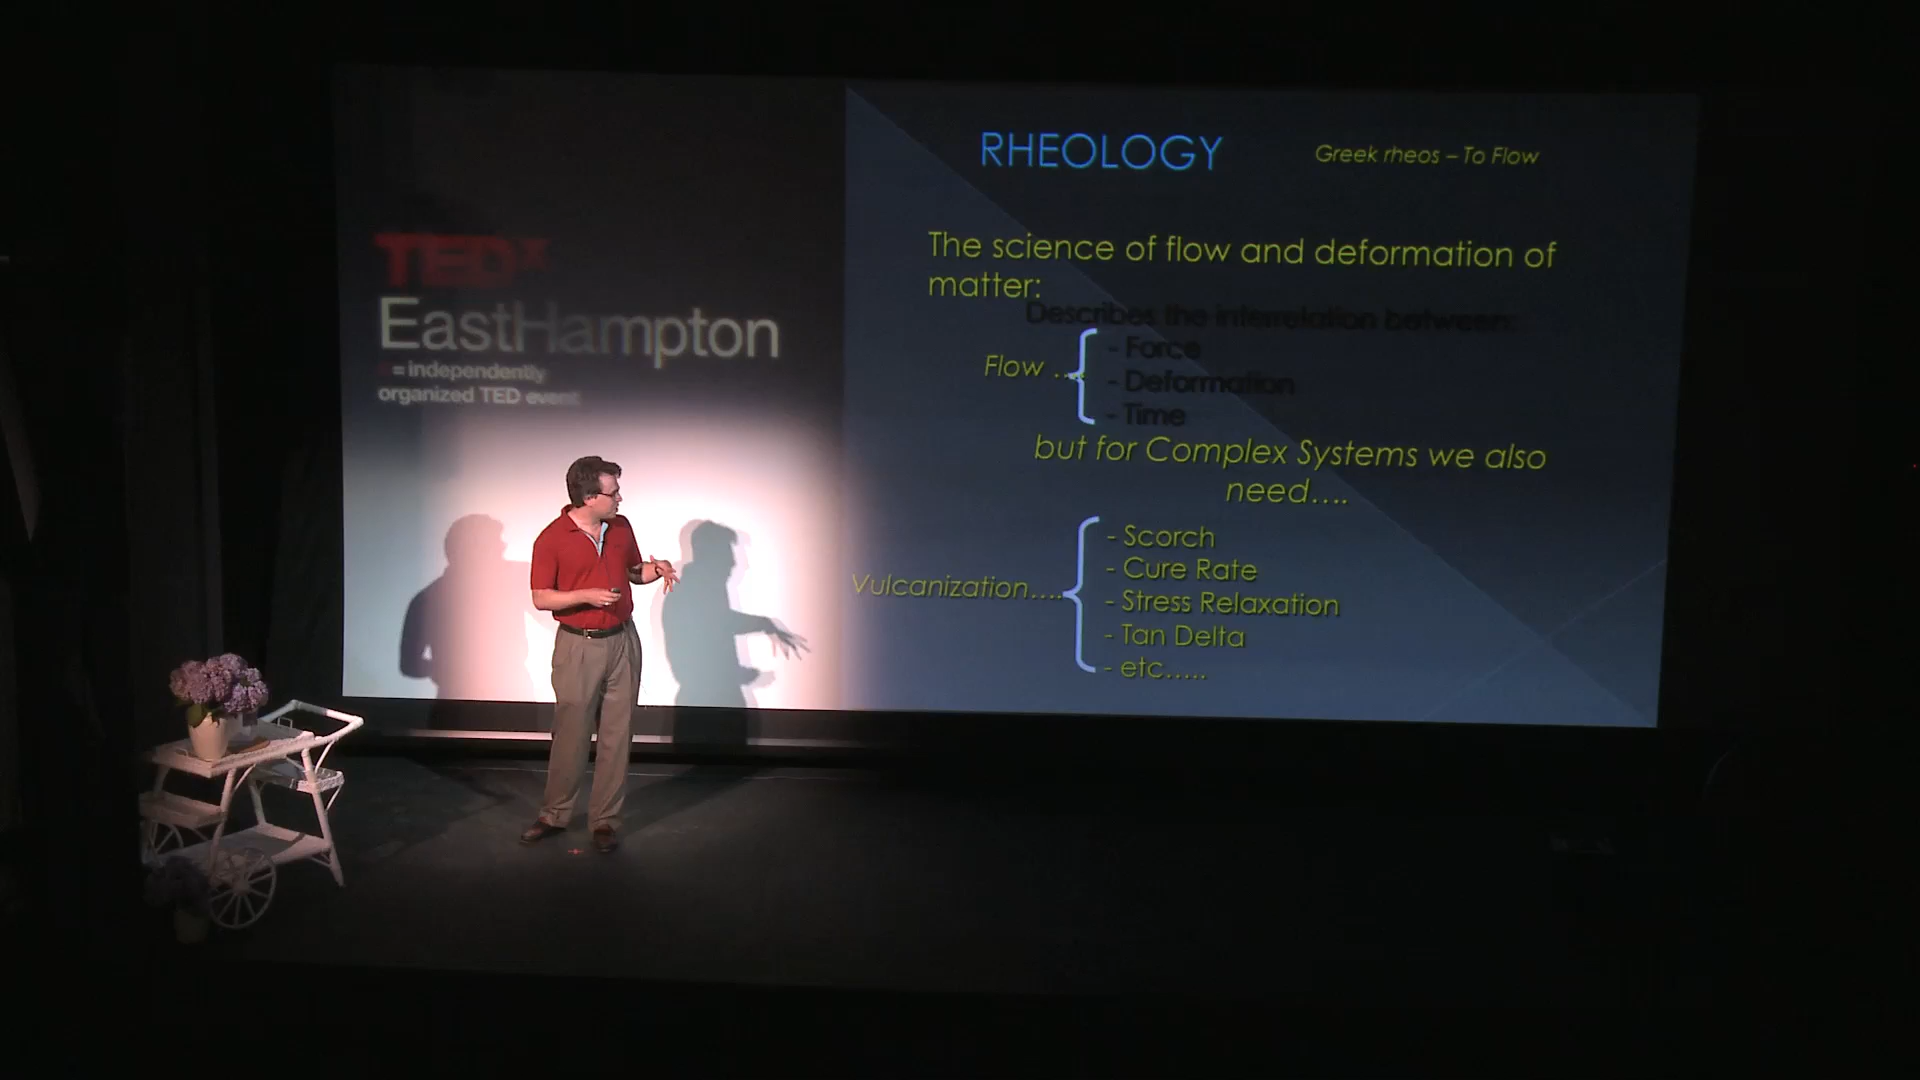 TEDx
EastHampton
x = independently
organized TED event
RHEOLOGY
Greek rheos – To Flow
The science of flow and deformation of
matter:
Describes the interrelation between:
Flow ....
- Force
- Deformation
- Time
but for Complex Systems we also
need....
Vulcanization....
- Scorch
- Cure Rate
- Stress Relaxation
- Tan Delta
- etc.....